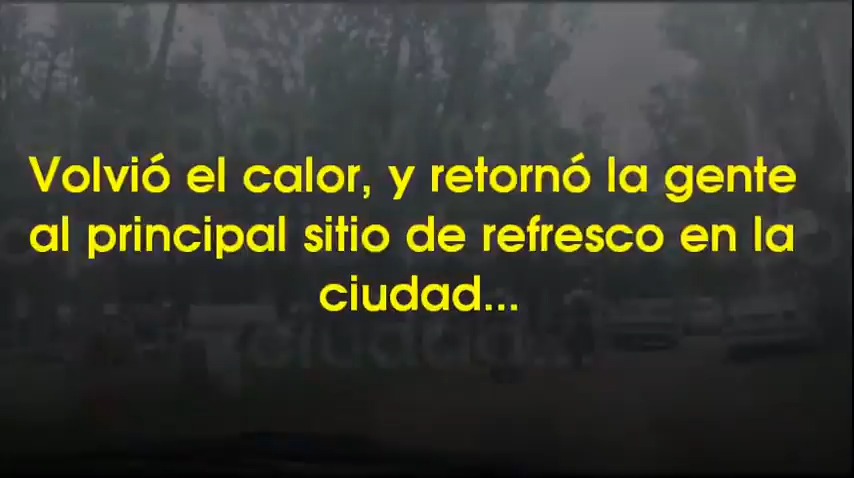 Volvió el calor, y retornó la gente
al principal sitio de refresco en la
ciudad...